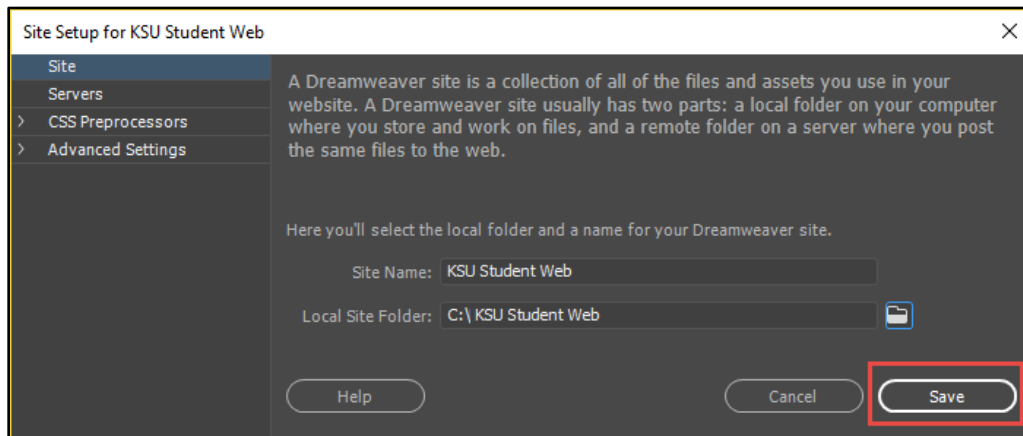 Site Setup for KSU Student Web
Site
Servers
CSS Preprocessors
Advanced Settings
A Dreamweaver site is a collection of all of the files and assets you use in your
website. A Dreamweaver site usually has two parts: a local folder on your computer
where you store and work on files, and a remote folder on a server where you post
the same files to the web.
Here you'll select the local folder and a name for your Dreamweaver site.
Site Name: KSU Student Web
Local Site Folder: C:\ KSU Student Web
Help Cancel Save